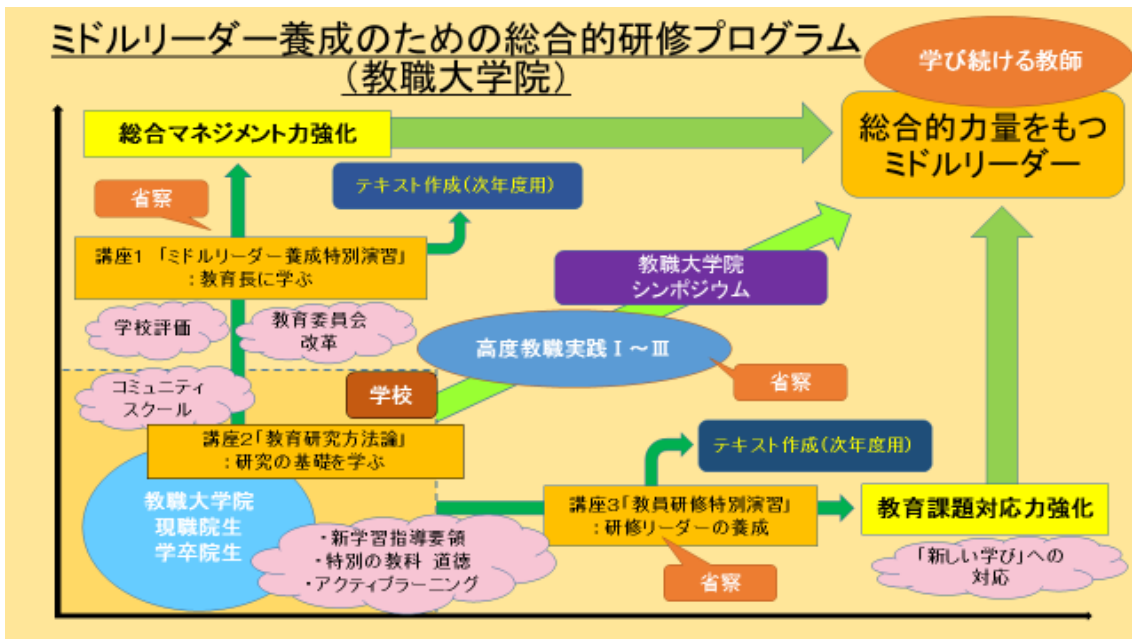 ミドルリーダー養成のための総合的研修プログラム
（教職大学院）
学び続ける教師
総合的力量をもつ
ミドルリーダー
総合マネジメント力強化
省察
テキスト作成（次年度用）
講座1　「ミドルリーダー養成特別演習」
：教育長に学ぶ
学校評価
教育委員会
改革
教職大学院
シンポジウム
高度教職実践Ⅰ～Ⅲ
省察
コミュニティ
スクール
学校
講座2「教育研究方法論」
：研究の基礎を学ぶ
テキスト作成（次年度用）
教職大学院
現職院生
学卒院生
・新学習指導要領
・特別の教科 道徳
・アクティブラーニング
講座3「教員研修特別演習」
：研修リーダーの養成
省察
教育課題対応力強化
「新しい学び」への
対応